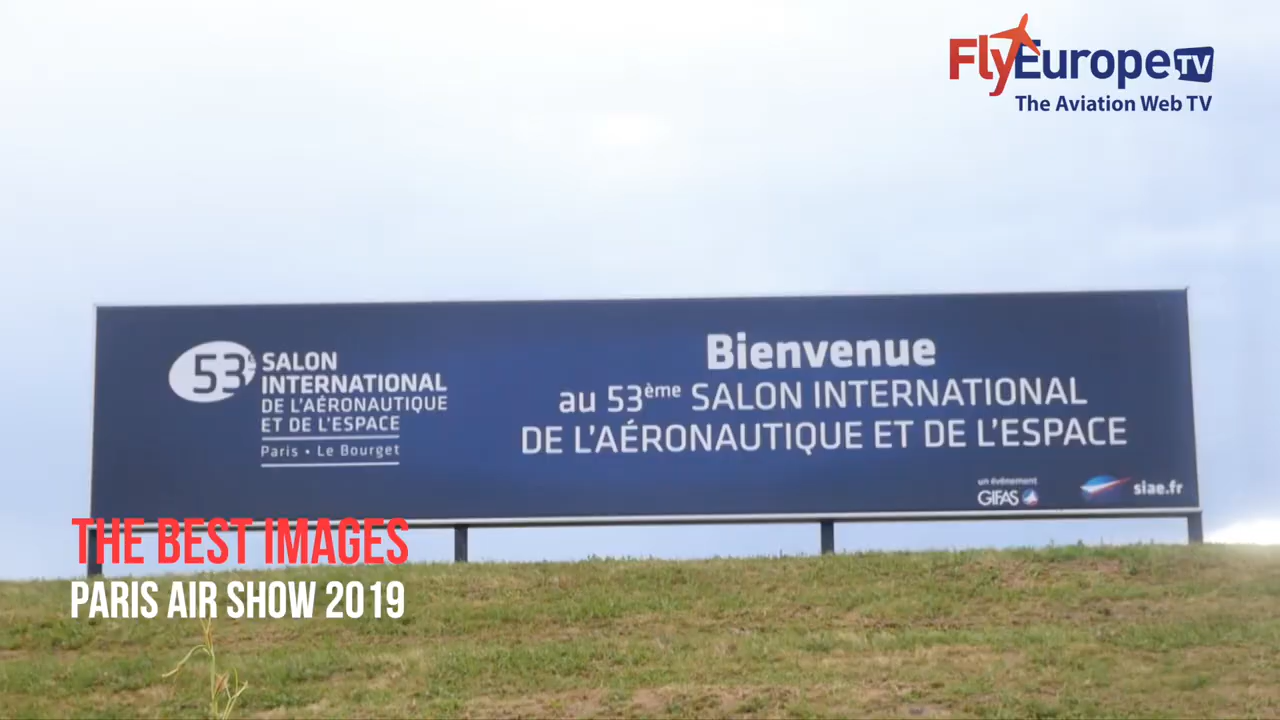 FlyEurope TV
The Aviation Web TV
53e SALON
INTERNATIONAL
DE L'AÉRONAUTIQUE
ET DE L'ESPACE
Paris • Le Bourget
Bienvenue
au 53ème SALON INTERNATIONAL
DE L'AÉRONAUTIQUE ET DE L'ESPACE
un événement
GIFAS
siae.fr
THE BEST IMAGES
PARIS AIR SHOW 2019